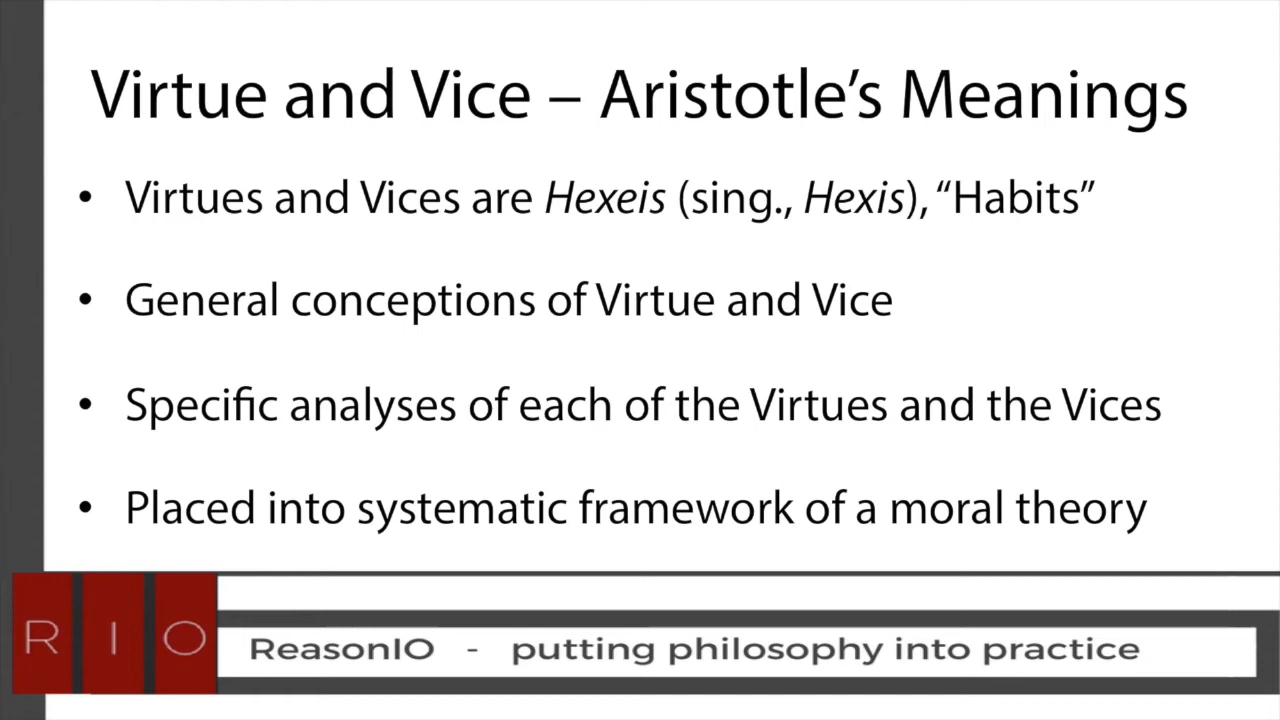 Virtue and Vice – Aristotle’s Meanings
• Virtues and Vices are Hexeis (sing., Hexis), “Habits”
• General conceptions of Virtue and Vice
• Specific analyses of each of the Virtues and the Vices
• Placed into systematic framework of a moral theory
R I O
ReasonIO - putting philosophy into practice